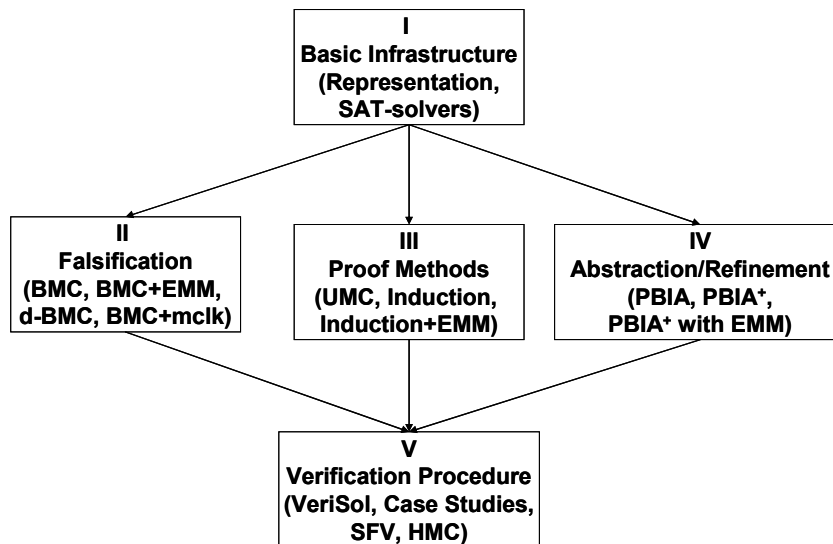 I
Basic Infrastructure
(Representation,
SAT-solvers)
II
Falsification
(BMC, BMC+EMM,
d-BMC, BMC+mclk)
III
Proof Methods
(UMC, Induction,
Induction+EMM)
IV
Abstraction/Refinement
(PBIA, PBIA⁺,
PBIA⁺ with EMM)
V
Verification Procedure
(VeriSol, Case Studies,
SFV, HMC)